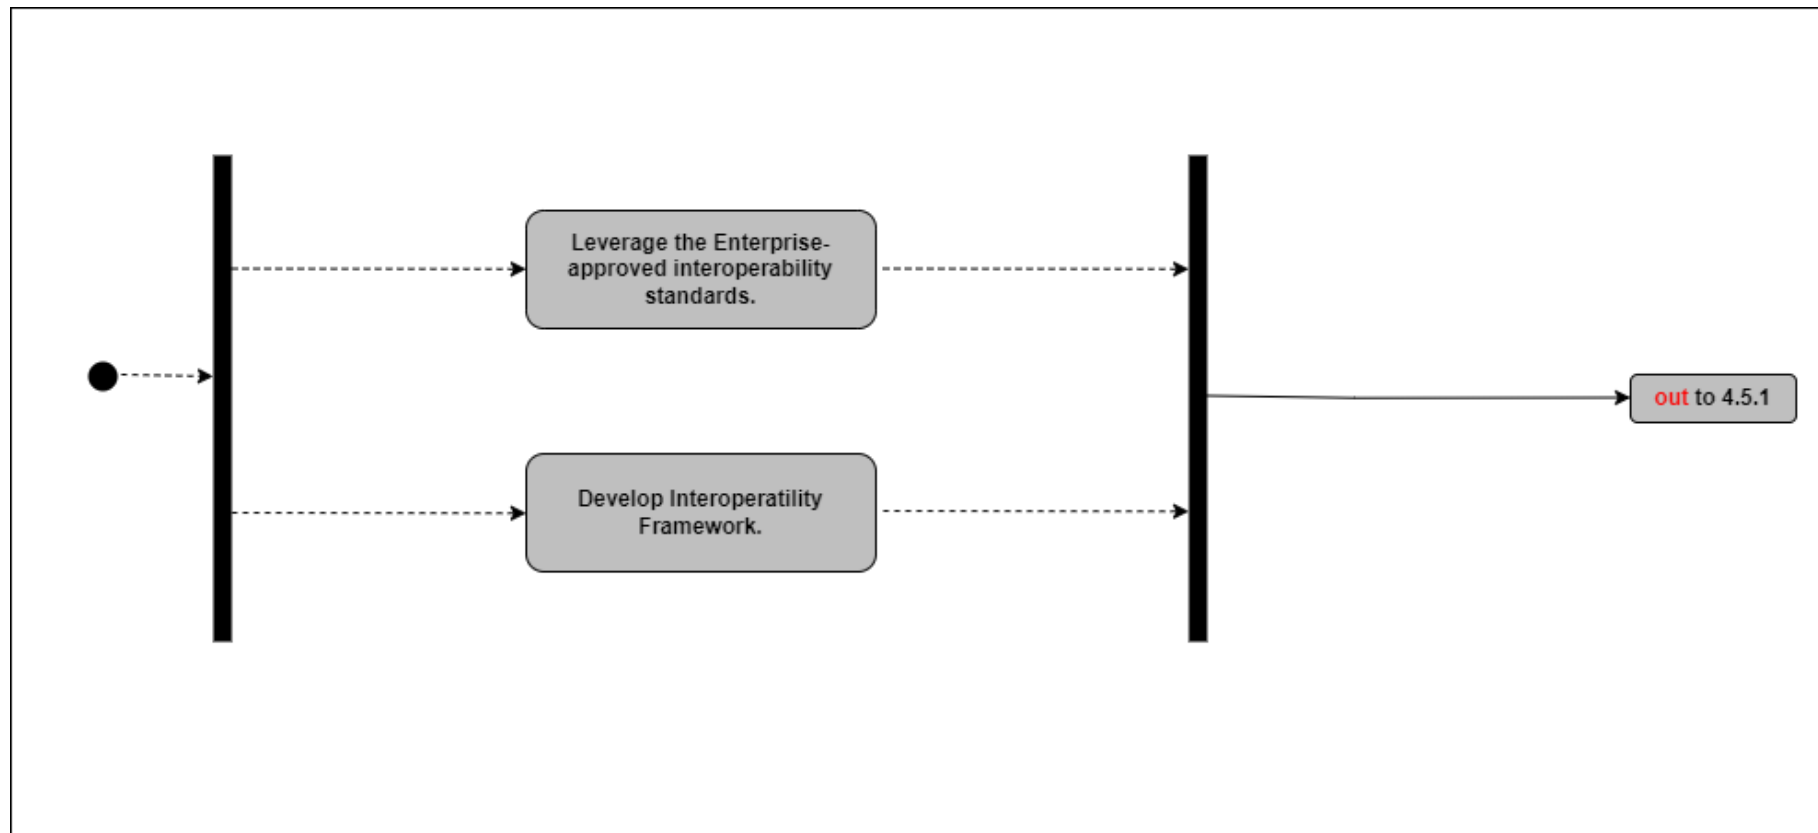 Leverage the Enterprise-
approved interoperability
standards.
out to 4.5.1
Develop Interoperatility
Framework.